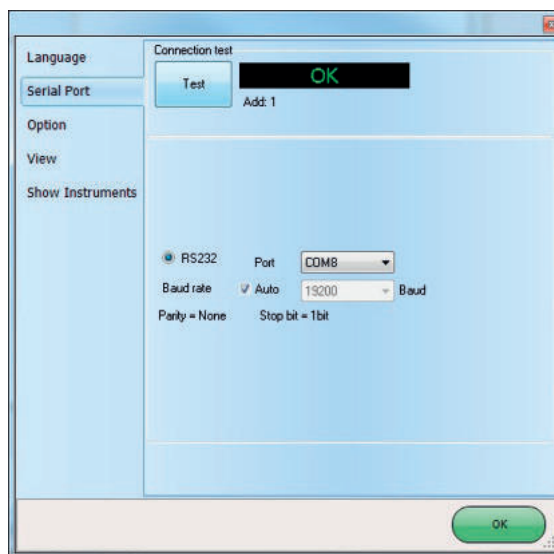 Language
Serial Port
Option
View
Show Instruments
Connection test
Test
OK
Add: 1
RS232 Port COM8
Baud rate Auto 19200 Baud
Parity = None Stop bit = 1bit
OK